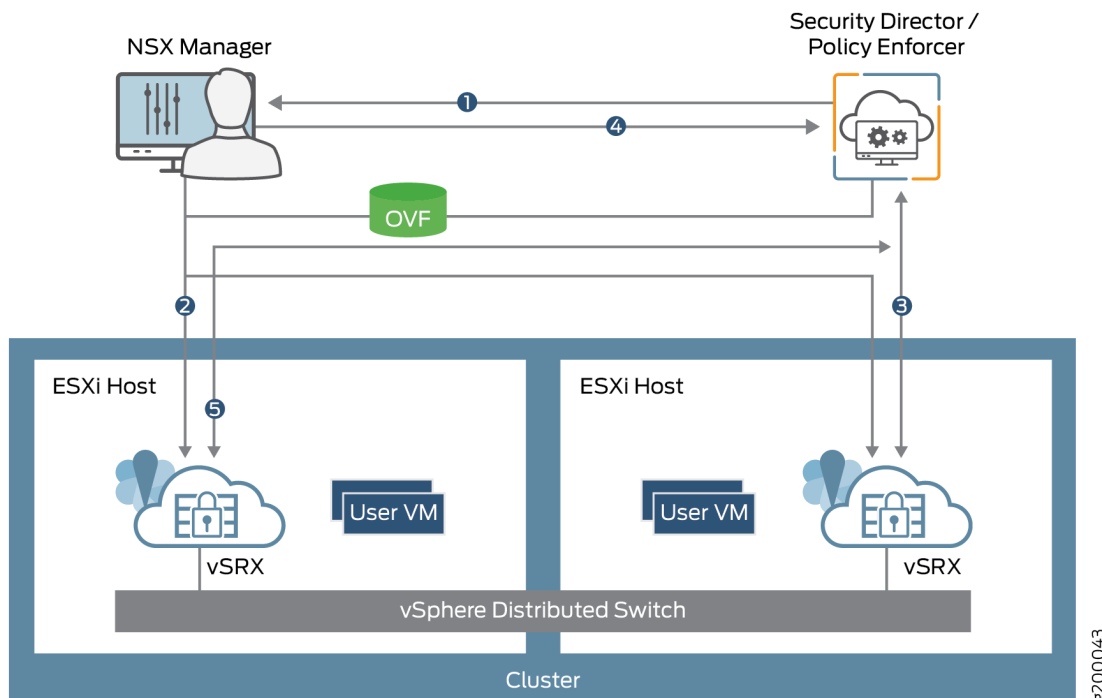 NSX Manager
Security Director /
Policy Enforcer
1
4
OVF
2
3
ESXi Host
ESXi Host
5
User VM
User VM
vSRX
vSRX
vSphere Distributed Switch
Cluster
g200043